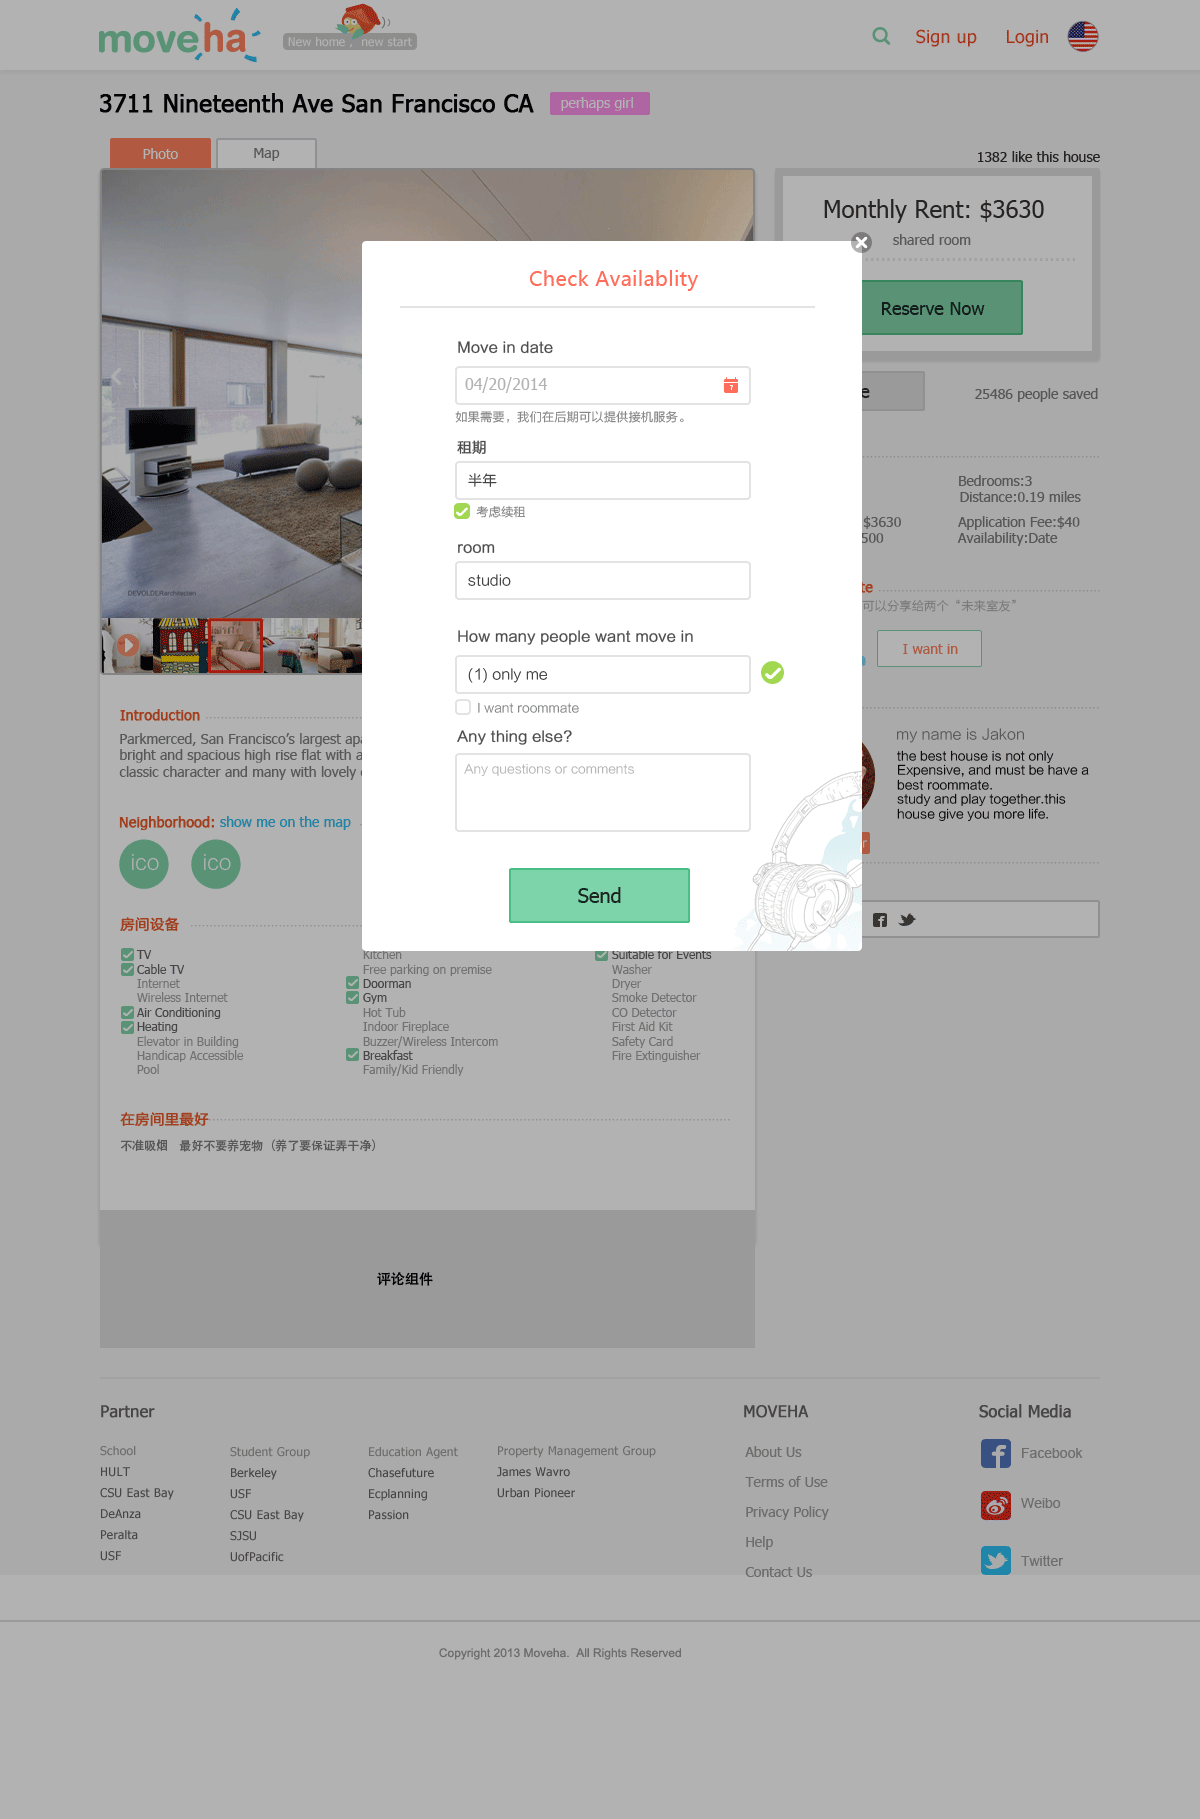 moveha
New home , new start
Sign up
Login
3711 Nineteenth Ave San Francisco CA
perhaps girl
Photo
Map
1382 like this house
Monthly Rent: $3630
shared room
Reserve Now
25486 people saved
Check Availablity
Move in date
04/20/2014
如果需要，我们在后期可以提供接机服务。
租期
半年
考虑续租
room
studio
How many people want move in
(1) only me
I want roommate
Any thing else?
Any questions or comments
Send
Bedrooms:3
Distance:0.19 miles
$3630
Application Fee:$40
500
Availability:Date
可以分享给两个“未来室友”
I want in
my name is Jakon
the best house is not only
Expensive, and must be have a
best roommate.
study and play together.this
house give you more life.
DEVOLDERarchitecten
Introduction
Parkmerced, San Francisco's largest
bright and spacious high rise flat with
classic character and many with lovely
Neighborhood: show me on the map
ico
ico
房间设备
TV
Cable TV
Internet
Wireless Internet
Air Conditioning
Heating
Elevator in Building
Handicap Accessible
Pool
Kitchen
Free parking on premise
Doorman
Gym
Hot Tub
Indoor Fireplace
Buzzer/Wireless Intercom
Breakfast
Family/Kid Friendly
Suitable for Events
Washer
Dryer
Smoke Detector
CO Detector
First Aid Kit
Safety Card
Fire Extinguisher
在房间里最好
不准吸烟 最好不要养宠物（养了要保证弄干净）
评论组件
Partner
School
HULT
CSU East Bay
DeAnza
Peralta
USF
Student Group
Berkeley
USF
CSU East Bay
SJSU
UofPacific
Education Agent
Chasefuture
Ecplanning
Passion
Property Management Group
James Wavro
Urban Pioneer
MOVEHA
About Us
Terms of Use
Privacy Policy
Help
Contact Us
Social Media
Facebook
Weibo
Twitter
Copyright 2013 Moveha. All Rights Reserved